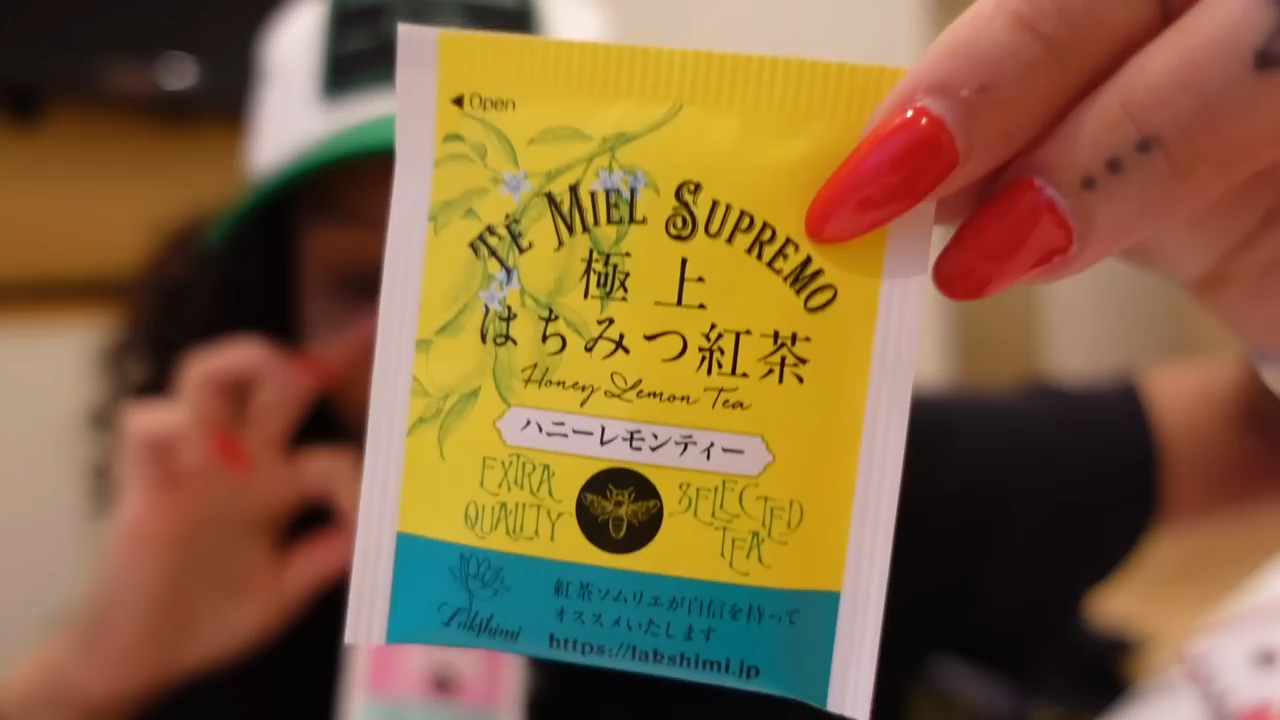 ◀Open
TÉ MIEL SUPREMO
極上
はちみつ紅茶
Honey Lemon Tea
ハニーレモンティー
EXTRA QUALITY
SELECTED TEA
Lakshimi
紅茶ソムリエが自信を持って
オススメいたします
https://lakshimi.jp